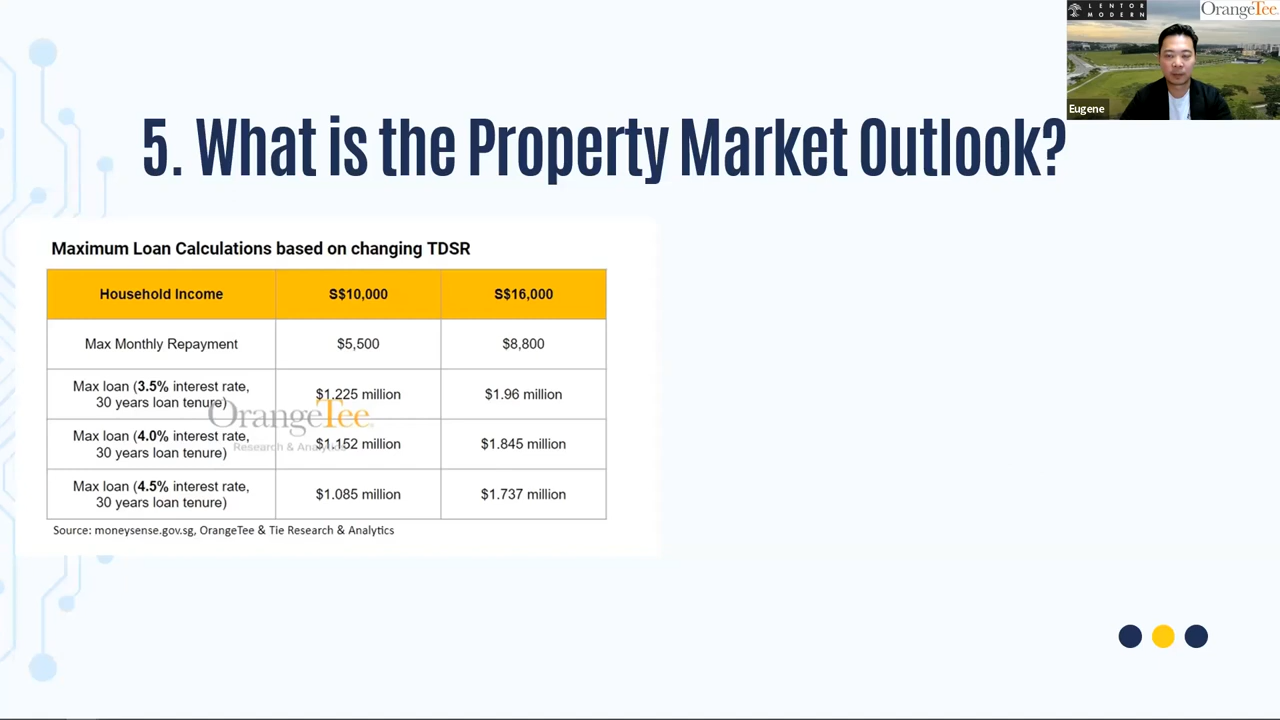 LENTOR
MODERN
OrangeTee
Eugene
5. What is the Property Market Outlook?
Maximum Loan Calculations based on changing TDSR
Household Income S$10,000 S$16,000
Max Monthly Repayment $5,500 $8,800
Max loan (3.5% interest rate,
30 years loan tenure) $1.225 million $1.96 million
Max loan (4.0% interest rate,
30 years loan tenure) $1.152 million $1.845 million
Max loan (4.5% interest rate,
30 years loan tenure) $1.085 million $1.737 million
OrangeTee
Research & Analytics
Source: moneysense.gov.sg, OrangeTee & Tie Research & Analytics